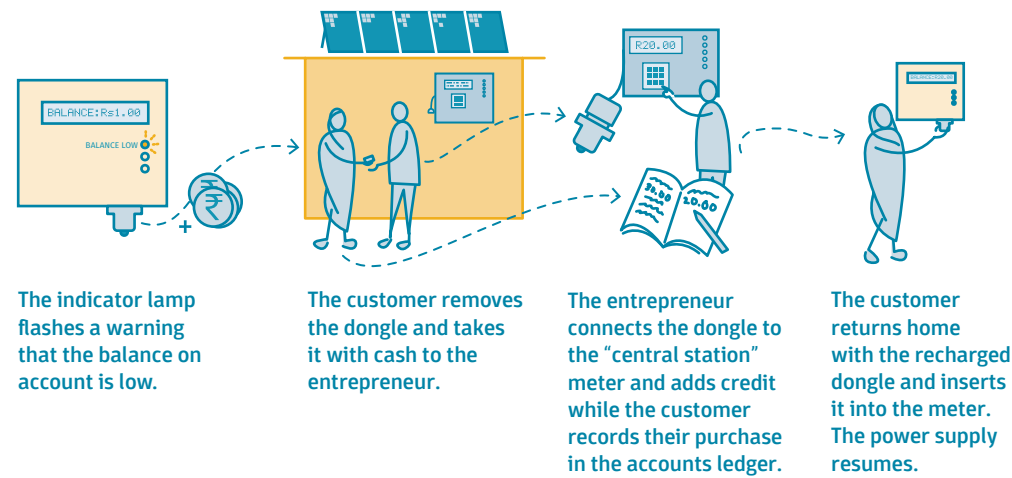 BALANCE:Rs1.00
BALANCE LOW
+
R20.00
30.00
20.00
The indicator lamp
flashes a warning
that the balance on
account is low.
The customer removes
the dongle and takes
it with cash to the
entrepreneur.
The entrepreneur
connects the dongle to
the “central station”
meter and adds credit
while the customer
records their purchase
in the accounts ledger.
The customer
returns home
with the recharged
dongle and inserts
it into the meter.
The power supply
resumes.